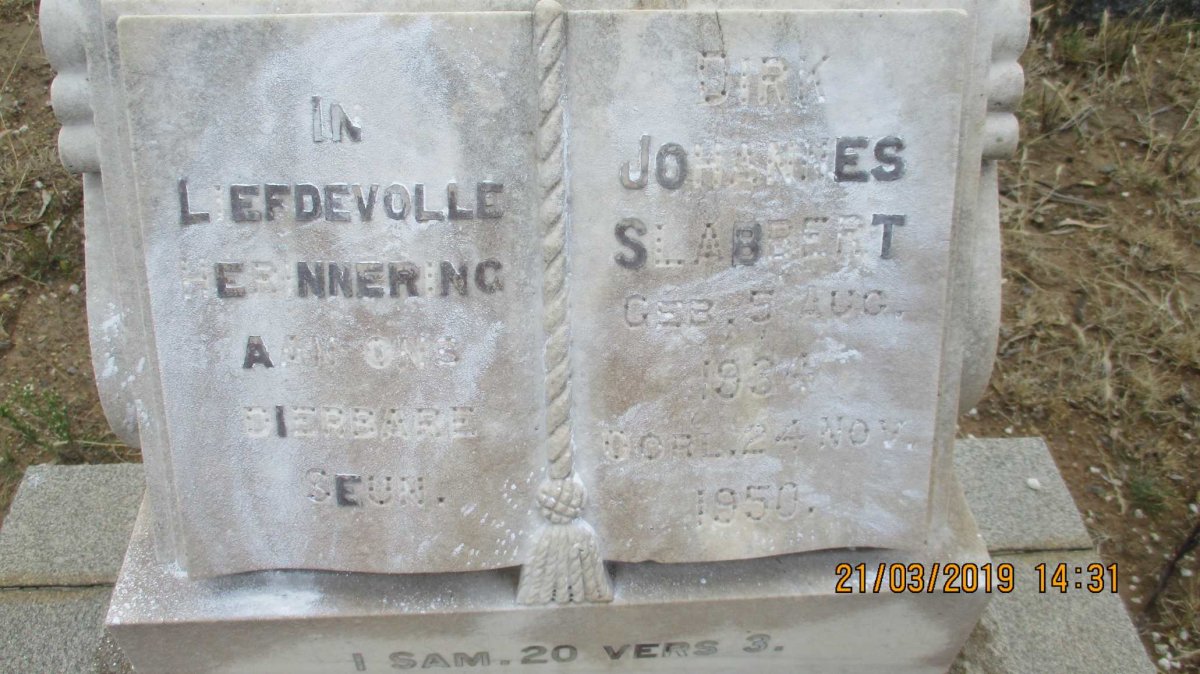 IN
LIEFDEVOLLE
HERINNERING
AAN ONS
DIERBARE
SEUN.
DIRK
JOHANNES
SLABBERT
GEB. 5 AUG.
1934
OORL. 24 NOV.
1950.
I SAM. 20 VERS 3.
21/03/2019 14:31